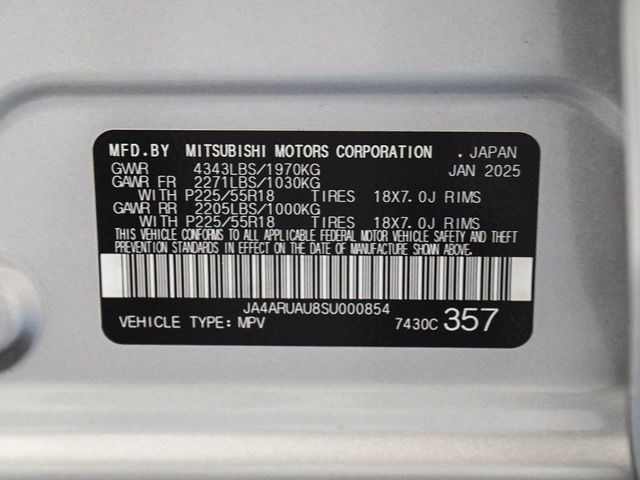 MFD.BY MITSUBISHI MOTORS CORPORATION . JAPAN
GVWR 4343LBS/1970KG JAN 2025
GAWR FR 2271LBS/1030KG
WITH P225/55R18 TIRES 18X7.0J RIMS
GAWR RR 2205LBS/1000KG
WITH P225/55R18 TIRES 18X7.0J RIMS
THIS VEHICLE CONFORMS TO ALL APPLICABLE FEDERAL MOTOR VEHICLE SAFETY AND THEFT
PREVENTION STANDARDS IN EFFECT ON THE DATE OF MANUFACTURE SHOWN ABOVE.
JA4ARUAU8SU000854
VEHICLE TYPE: MPV 7430C 357